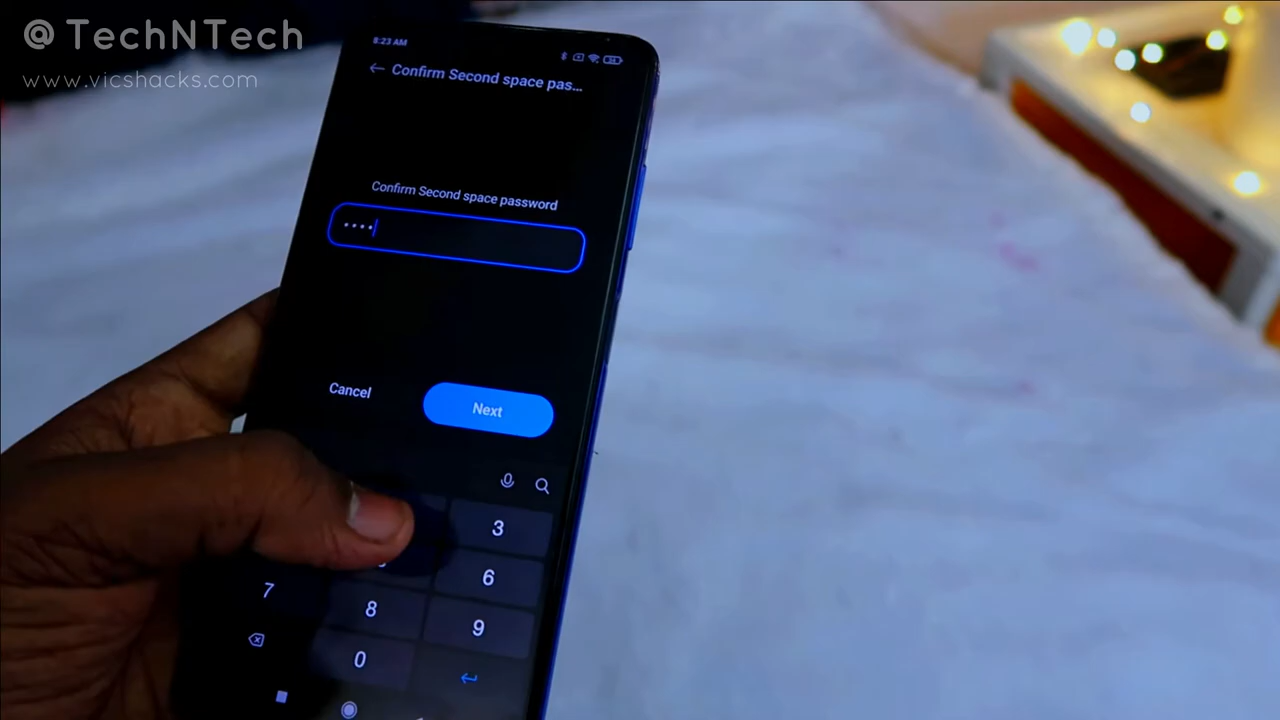 @ TechNTech
www.vicshacks.com
8:23 AM
Confirm Second space pas...
Confirm Second space password
Cancel
Next
3
6
7
8
9
0